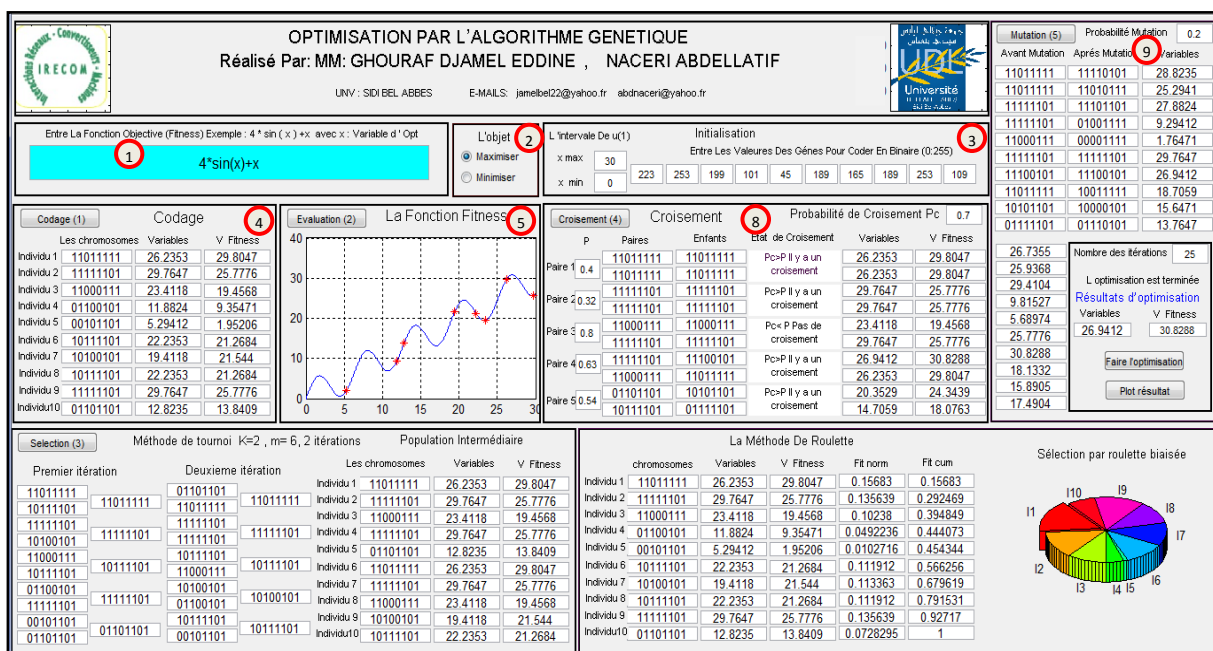 IRECOM
OPTIMISATION PAR L'ALGORITHME GENETIQUE
Réalisé Par: MM: GHOURAF DJAMEL EDDINE , NACERI ABDELLATIF
UNV : SIDI BEL ABBES E-MAILS: jamelbel22@yahoo.fr abdnaceri@yahoo.fr
UDL
Université
Entre La Fonction Objective (Fitness) Exemple : 4 * sin ( x ) +x avec x : Variable d ' Opt
1
4*sin(x)+x
L'objet
2
Maximiser
Minimiser
L 'Intervale De u(1) Initialisation
3
Entre Les Valeures Des Génes Pour Coder En Binaire (0:255)
x max 30
x min 0
223 253 199 101 45 189 165 189 253 109
Codage (1) Codage 4
Les chromosomes Variables V Fitness
Individu 1 11011111 26.2353 29.8047
Individu 2 11111101 29.7647 25.7776
Individu 3 11000111 23.4118 19.4568
Individu 4 01100101 11.8824 9.35471
Individu 5 00101101 5.29412 1.95206
Individu 6 10111101 22.2353 21.2684
Individu 7 10100101 19.4118 21.544
Individu 8 10111101 22.2353 21.2684
Individu 9 11111101 29.7647 25.7776
Individu10 01101101 12.8235 13.8409
Evaluation (2) La Fonction Fitness 5
40
30
20
10
0
0 5 10 15 20 25 30
Croisement (4) Croisement 8 Probabilité de Croisement Pc 0.7
P Paires Enfants Etat de Croisement Variables V Fitness
Paire 1 0.4 11011111 11011111 Pc>P Il y a un croisement 26.2353 29.8047
11011111 11011111 26.2353 29.8047
Paire 2 0.32 11111101 11111101 Pc>P Il y a un croisement 29.7647 25.7776
11111101 11111101 29.7647 25.7776
Paire 3 0.8 11000111 11000111 Pc< P Pas de croisement 23.4118 19.4568
11111101 11111101 29.7647 25.7776
Paire 4 0.63 11111101 11100101 Pc>P Il y a un croisement 26.9412 30.8288
11000111 11011111 26.2353 29.8047
Paire 5 0.54 01101101 10101101 Pc>P Il y a un croisement 20.3529 24.3439
10111101 01111101 14.7059 18.0763
Mutation (5) Probabilité Mutation 0.2
Avant Mutation Aprés Mutation 9 Variables
11011111 11110101 28.8235
11011111 11010111 25.2941
11111101 11101101 27.8824
11111101 01001111 9.29412
11000111 00001111 1.76471
11111101 11111101 29.7647
11100101 11100101 26.9412
11011111 10011111 18.7059
10101101 10000101 15.6471
01111101 01110101 13.7647
26.7355
25.9368
29.4104
9.81527
5.68974
25.7776
30.8288
18.1332
15.8905
17.4904
Nombre des itérations 25
L optimisation est terminée
Résultats d'optimisation
Variables V Fitness
26.9412 30.8288
Faire l'optimisation
Plot résultat
Selection (3) Méthode de tournoi K=2 , m= 6, 2 itérations Population Intermédiaire
Premier itération
11011111
10111101
11011111
11111101
10100101
11111101
11000111
10111101
10111101
01100101
11111101
11111101
00101101
01101101
01101101
Deuxieme itération
01101101
11011111
11011111
11111101
11111101
11111101
10111101
11000111
10111101
10100101
01100101
10100101
10111101
00101101
10111101
Les chromosomes Variables V Fitness
Individu 1 11011111 26.2353 29.8047
Individu 2 11111101 29.7647 25.7776
Individu 3 11000111 23.4118 19.4568
Individu 4 11111101 29.7647 25.7776
Individu 5 01101101 12.8235 13.8409
Individu 6 11011111 26.2353 29.8047
Individu 7 11111101 29.7647 25.7776
Individu 8 11000111 23.4118 19.4568
Individu 9 10100101 19.4118 21.544
Individu10 10111101 22.2353 21.2684
La Méthode De Roulette
chromosomes Variables V Fitness Fit norm Fit cum
Individu 1 11011111 26.2353 29.8047 0.15683 0.15683
Individu 2 11111101 29.7647 25.7776 0.135639 0.292469
Individu 3 11000111 23.4118 19.4568 0.10238 0.394849
Individu 4 01100101 11.8824 9.35471 0.0492236 0.444073
Individu 5 00101101 5.29412 1.95206 0.0102716 0.454344
Individu 6 10111101 22.2353 21.2684 0.111912 0.566256
Individu 7 10100101 19.4118 21.544 0.113363 0.679619
Individu 8 10111101 22.2353 21.2684 0.111912 0.791531
Individu 9 11111101 29.7647 25.7776 0.135639 0.92717
Individu10 01101101 12.8235 13.8409 0.0728295 1
Sélection par roulette biaisée
I10 I9
I1 I8
I7
I2 I6
I3 I4 I5